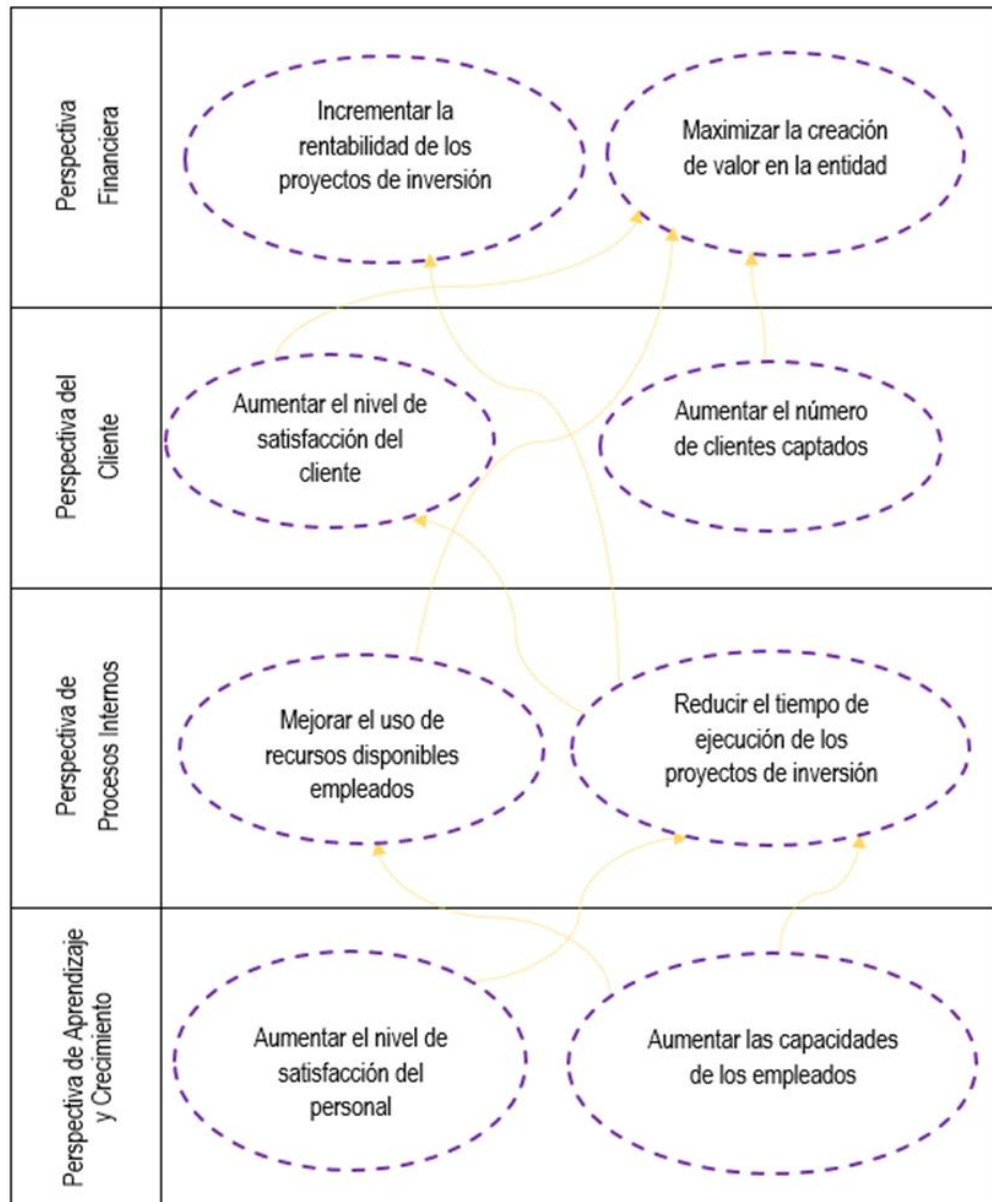 Perspectiva
Financiera
Incrementar la
rentabilidad de los
proyectos de inversión
Maximizar la creación
de valor en la entidad
Perspectiva del
Cliente
Aumentar el nivel de
satisfacción del
cliente
Aumentar el número
de clientes captados
Perspectiva de
Procesos Internos
Mejorar el uso de
recursos disponibles
empleados
Reducir el tiempo de
ejecución de los
proyectos de inversión
Perspectiva de Aprendizaje
y Crecimiento
Aumentar el nivel de
satisfacción del
personal
Aumentar las capacidades
de los empleados